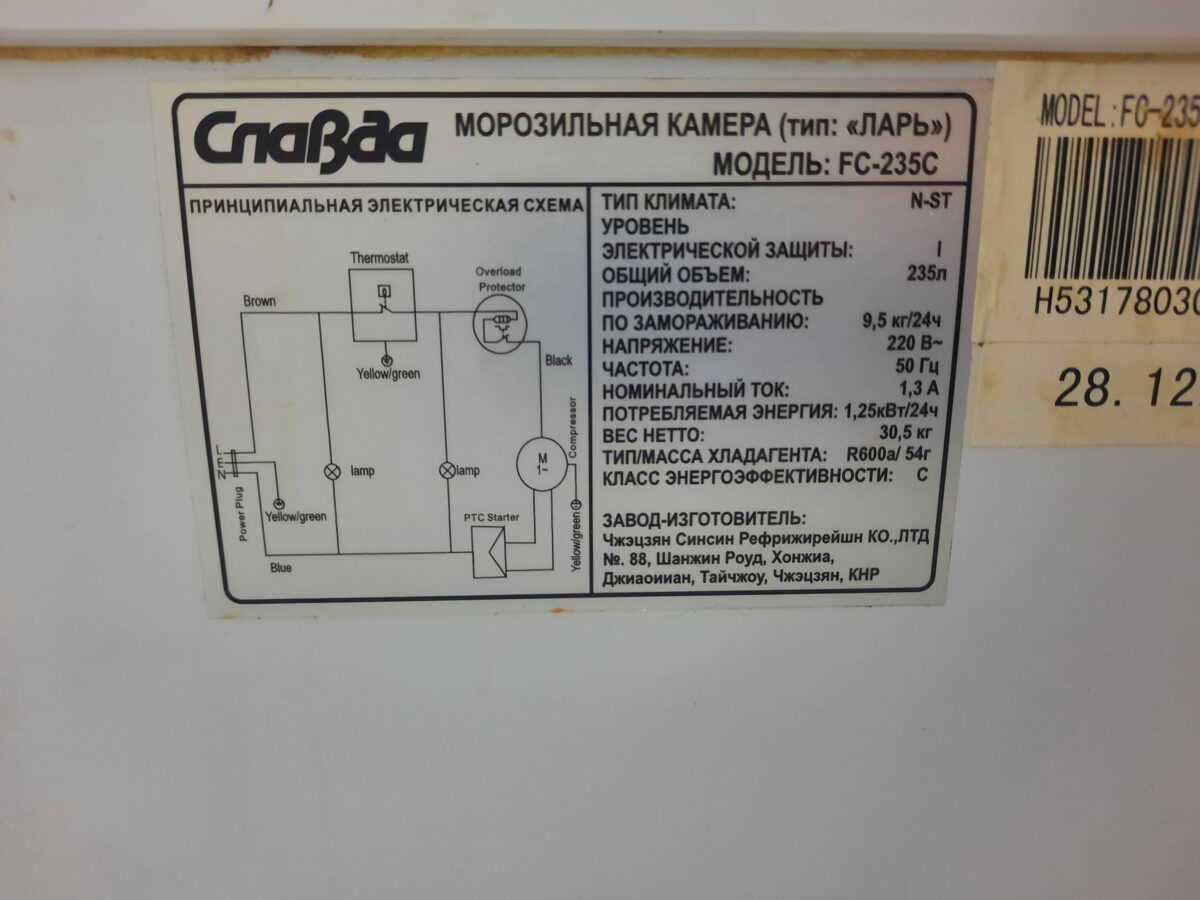 СлаВда
МОРОЗИЛЬНАЯ КАМЕРА (тип: «ЛАРЬ»)
МОДЕЛЬ: FC-235C
ПРИНЦИПИАЛЬНАЯ ЭЛЕКТРИЧЕСКАЯ СХЕМА
Thermostat
Overload
Protector
Brown
Yellow/green
Black
Compressor
M
1~
L
E
N
Power Plug
lamp
lamp
Yellow/green
PTC Starter
Yellow/green
Blue
ТИП КЛИМАТА: N-ST
УРОВЕНЬ
ЭЛЕКТРИЧЕСКОЙ ЗАЩИТЫ: I
ОБЩИЙ ОБЪЕМ: 235л
ПРОИЗВОДИТЕЛЬНОСТЬ
ПО ЗАМОРАЖИВАНИЮ: 9,5 кг/24ч
НАПРЯЖЕНИЕ: 220 В~
ЧАСТОТА: 50 Гц
НОМИНАЛЬНЫЙ ТОК: 1,3 А
ПОТРЕБЛЯЕМАЯ ЭНЕРГИЯ: 1,25кВт/24ч
ВЕС НЕТТО: 30,5 кг
ТИП/МАССА ХЛАДАГЕНТА: R600a/ 54г
КЛАСС ЭНЕРГОЭФФЕКТИВНОСТИ: C
ЗАВОД-ИЗГОТОВИТЕЛЬ:
Чжэцзян Синсин Рефрижирейшн КО.,ЛТД
№. 88, Шанжин Роуд, Хонжиа,
Джиаоииан, Тайчжоу, Чжэцзян, КНР
MODEL:FC-235
H53178030
28. 12